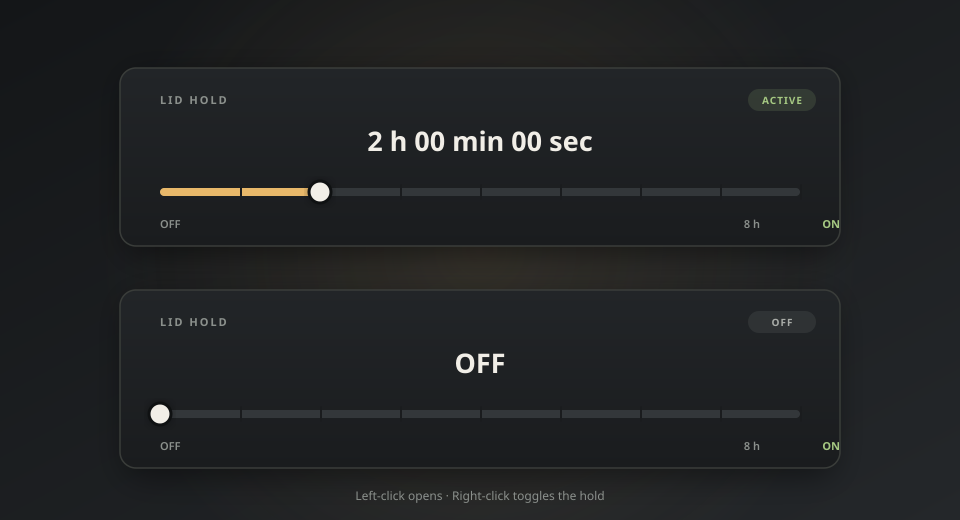 LID HOLD ACTIVE
2 h 00 min 00 sec
OFF 8 h ON
LID HOLD OFF
OFF
OFF 8 h ON
Left-click opens · Right-click toggles the hold